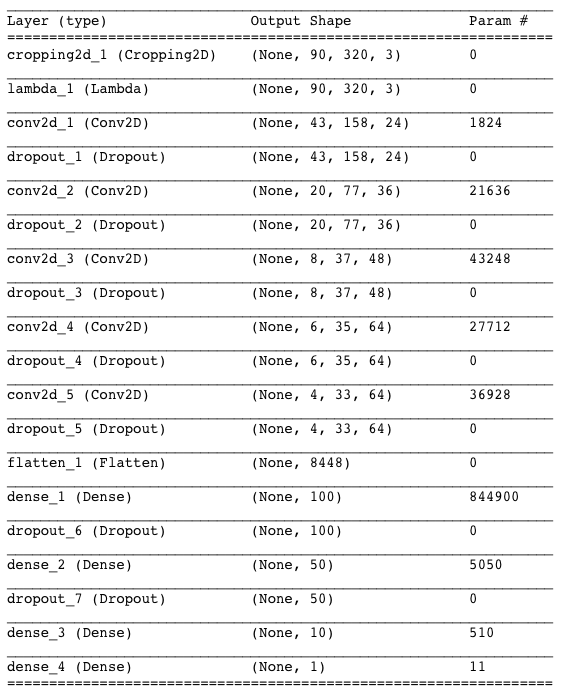 Layer (type) Output Shape Param #
cropping2d_1 (Cropping2D) (None, 90, 320, 3) 0
lambda_1 (Lambda) (None, 90, 320, 3) 0
conv2d_1 (Conv2D) (None, 43, 158, 24) 1824
dropout_1 (Dropout) (None, 43, 158, 24) 0
conv2d_2 (Conv2D) (None, 20, 77, 36) 21636
dropout_2 (Dropout) (None, 20, 77, 36) 0
conv2d_3 (Conv2D) (None, 8, 37, 48) 43248
dropout_3 (Dropout) (None, 8, 37, 48) 0
conv2d_4 (Conv2D) (None, 6, 35, 64) 27712
dropout_4 (Dropout) (None, 6, 35, 64) 0
conv2d_5 (Conv2D) (None, 4, 33, 64) 36928
dropout_5 (Dropout) (None, 4, 33, 64) 0
flatten_1 (Flatten) (None, 8448) 0
dense_1 (Dense) (None, 100) 844900
dropout_6 (Dropout) (None, 100) 0
dense_2 (Dense) (None, 50) 5050
dropout_7 (Dropout) (None, 50) 0
dense_3 (Dense) (None, 10) 510
dense_4 (Dense) (None, 1) 11